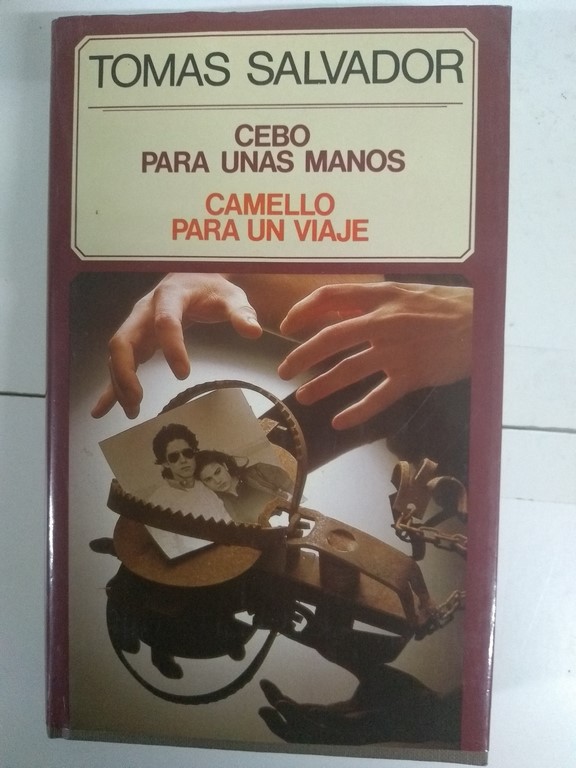 TOMAS SALVADOR
CEBO
PARA UNAS MANOS
CAMELLO
PARA UN VIAJE